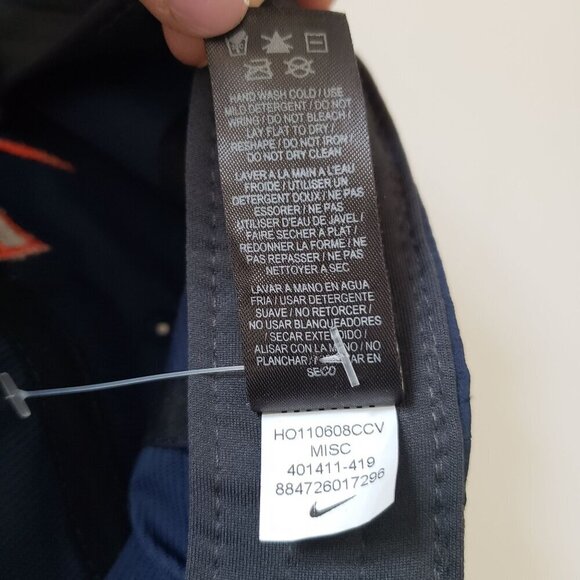 HAND WASH COLD / USE
MILD DETERGENT / DO NOT
WRING / DO NOT BLEACH /
LAY FLAT TO DRY /
RESHAPE / DO NOT IRON
DO NOT DRY CLEAN
LAVER À LA MAIN À L'EAU
FROIDE / UTILISER UN
DETERGENT DOUX / NE PAS
ESSORER / NE PAS
UTILISER D'EAU DE JAVEL /
FAIRE SECHER A PLAT /
REDONNER LA FORME / NE
PAS REPASSER / NE PAS
NETTOYER A SEC
LAVAR A MANO EN AGUA
FRIA / USAR DETERGENTE
SUAVE / NO RETORCER /
NO USAR BLANQUEADORES
/ SECAR EXTENDIDO /
ALISAR CON LA MANO / NO
PLANCHAR / LAVAR EN
SECO
HO110608CCV
MISC
401411-419
884726017296